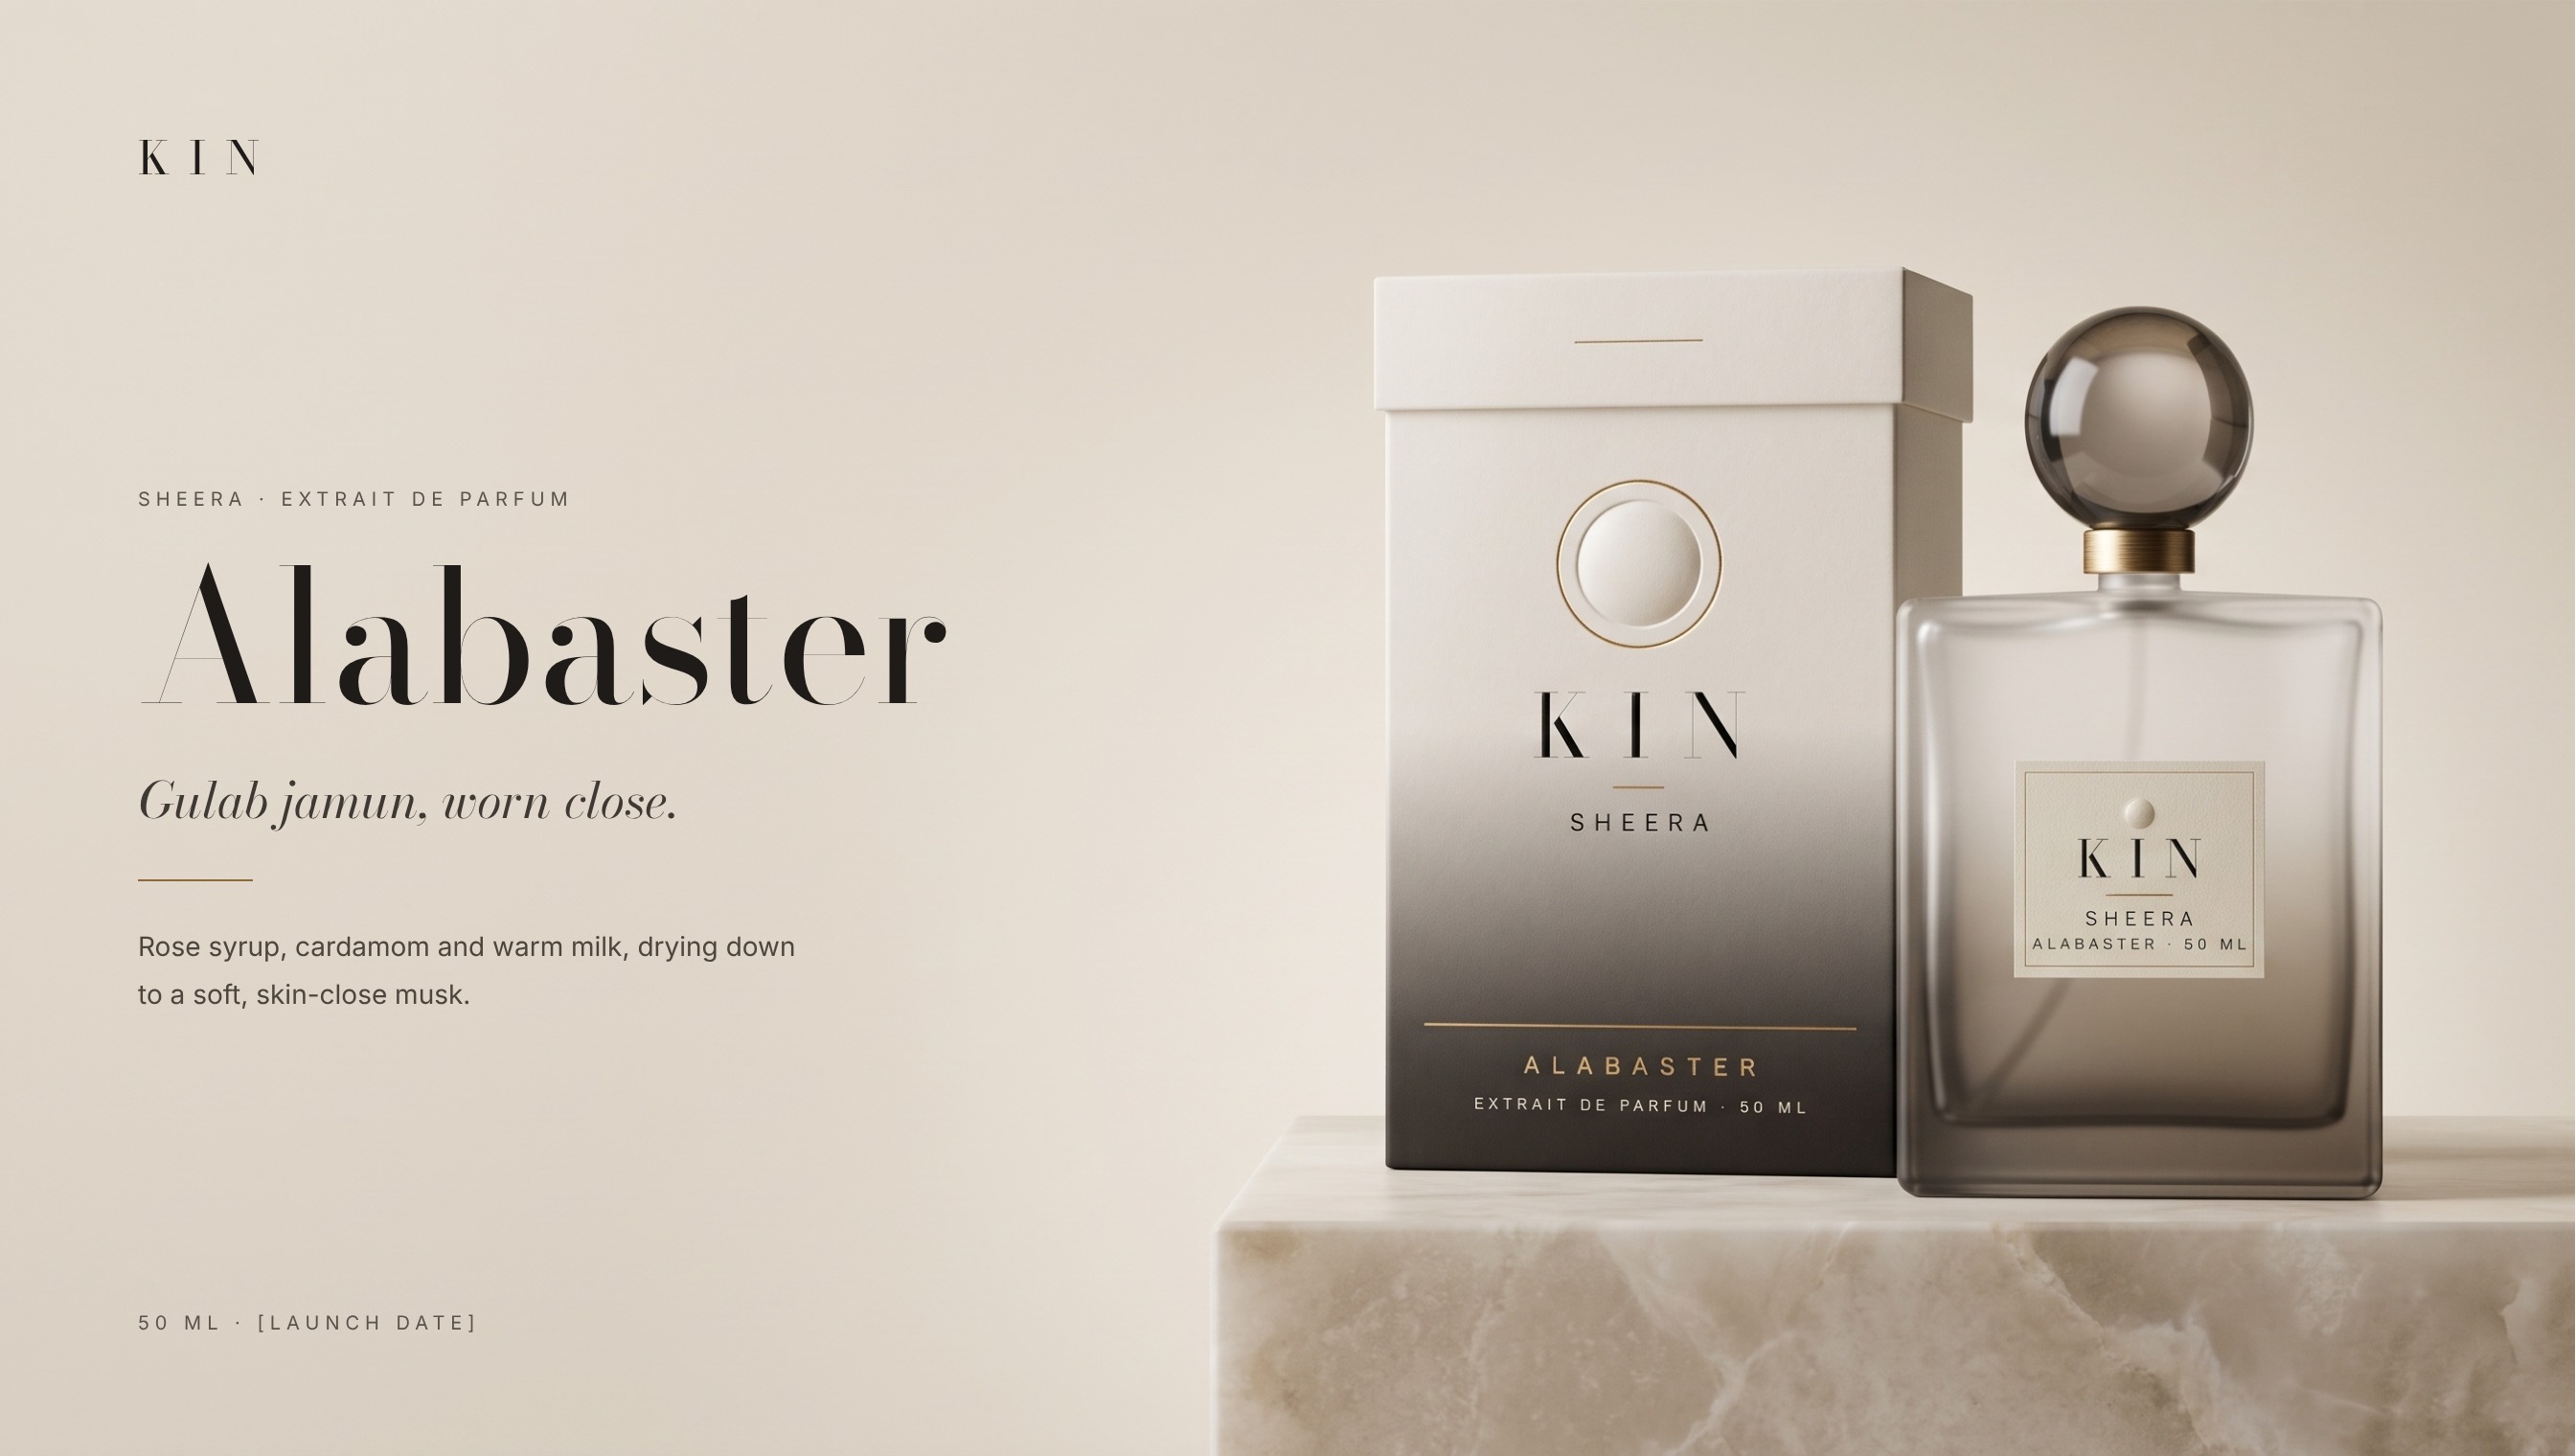 KIN
SHEERA · EXTRAIT DE PARFUM
Alabaster
Gulab jamun, worn close.
Rose syrup, cardamom and warm milk, drying down
to a soft, skin-close musk.
50 ML · [LAUNCH DATE]
KIN
SHEERA
ALABASTER
EXTRAIT DE PARFUM · 50 ML
KIN
SHEERA
ALABASTER · 50 ML